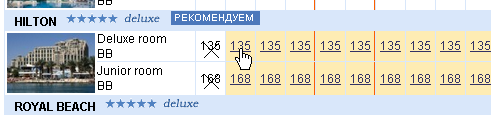 HILTON ★★★★★ deluxe РЕКОМЕНДУЕМ
Deluxe room 135 135 135 135 135 135 135 135 135 135
BB
Junior room 168 168 168 168 168 168 168 168 168 168
BB
ROYAL BEACH ★★★★★ deluxe